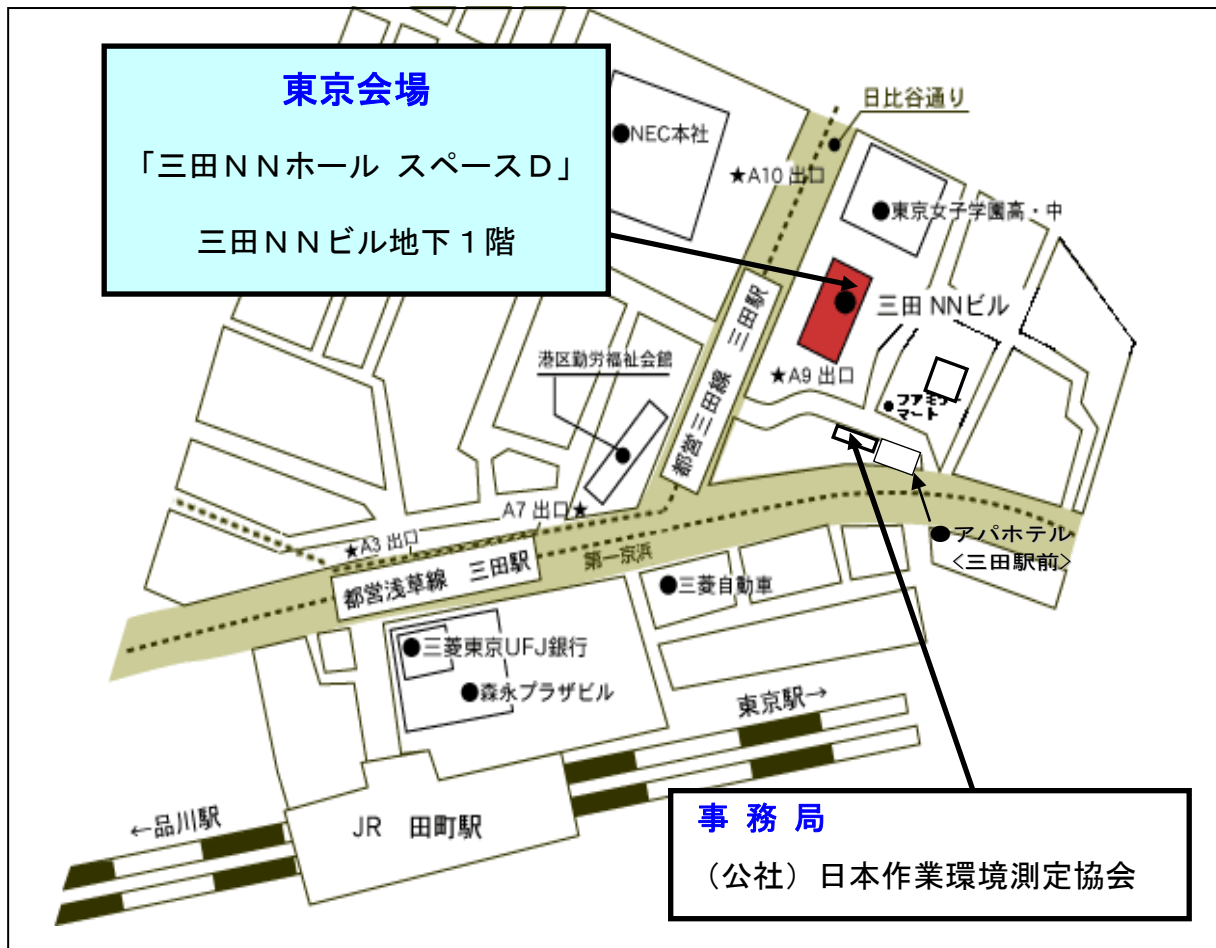 東京会場
「三田ＮＮホール スペースＤ」
三田ＮＮビル地下１階
日比谷通り
●NEC本社
★A10 出口
●東京女子学園高・中
三田 NNビル
都営三田線 三田駅
港区勤労福祉会館
★A9 出口
ファミリー
マート
A7 出口★
★A3 出口
都営浅草線 三田駅
第一京浜
●アパホテル
〈三田駅前〉
●三菱自動車
●三菱東京UFJ銀行
●森永プラザビル
東京駅→
←品川駅
JR 田町駅
事 務 局
（公社）日本作業環境測定協会